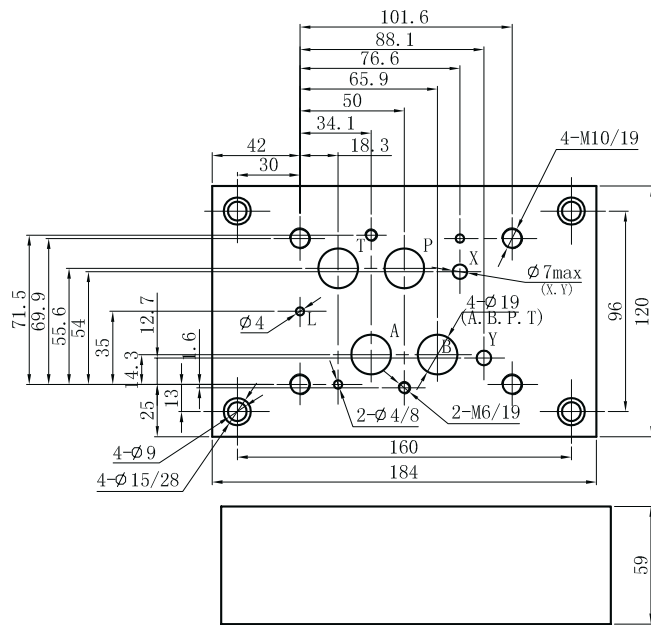 101.6
88.1
76.6
65.9
50
34.1
42
18.3
4-M10/19
30
T
P
X
Ø7max
(X.Y)
71.5
69.9
55.6
54
35
12.7
14.3
1.6
13
25
Ø4
L
4-Ø19
(A.B.P.T)
A
B
Y
96
120
2-Ø4/8
2-M6/19
4-Ø9
4-Ø15/28
160
184
59